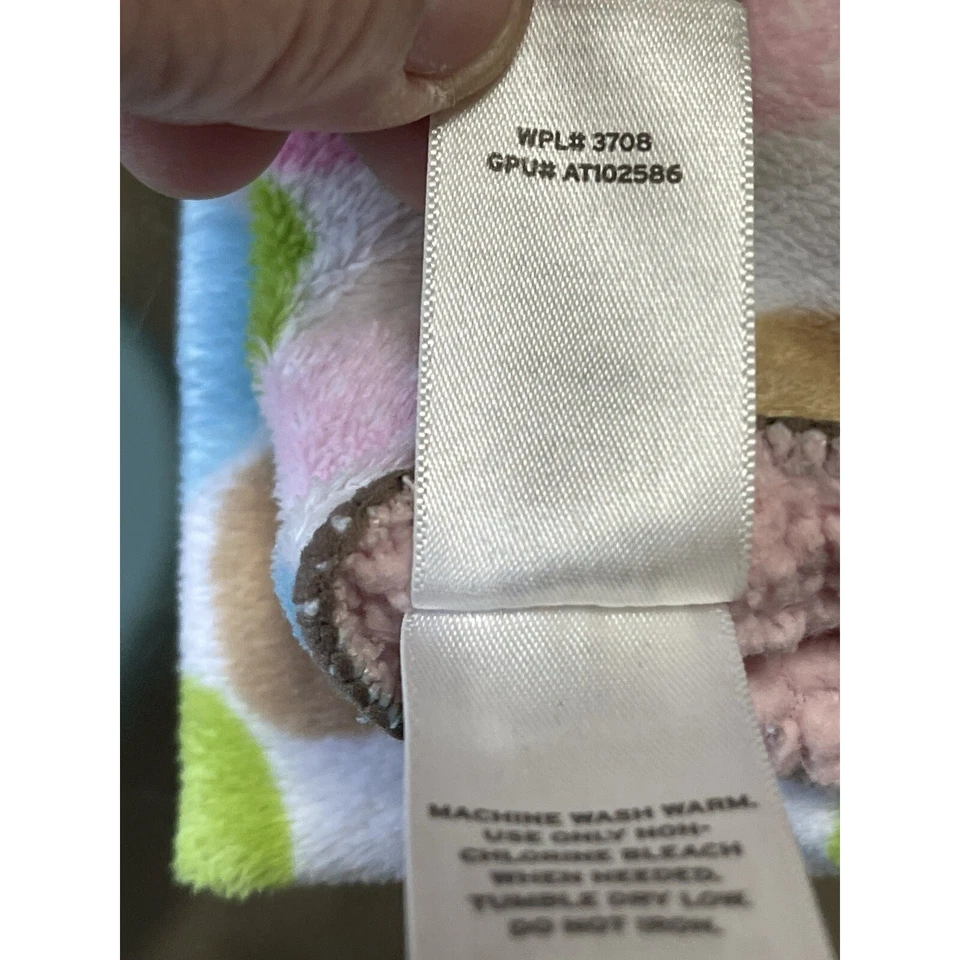 WPL# 3708
GPU# AT102586
MACHINE WASH WARM.
USE ONLY NON-
CHLORINE BLEACH
WHEN NEEDED.
TUMBLE DRY LOW.
DO NOT IRON.